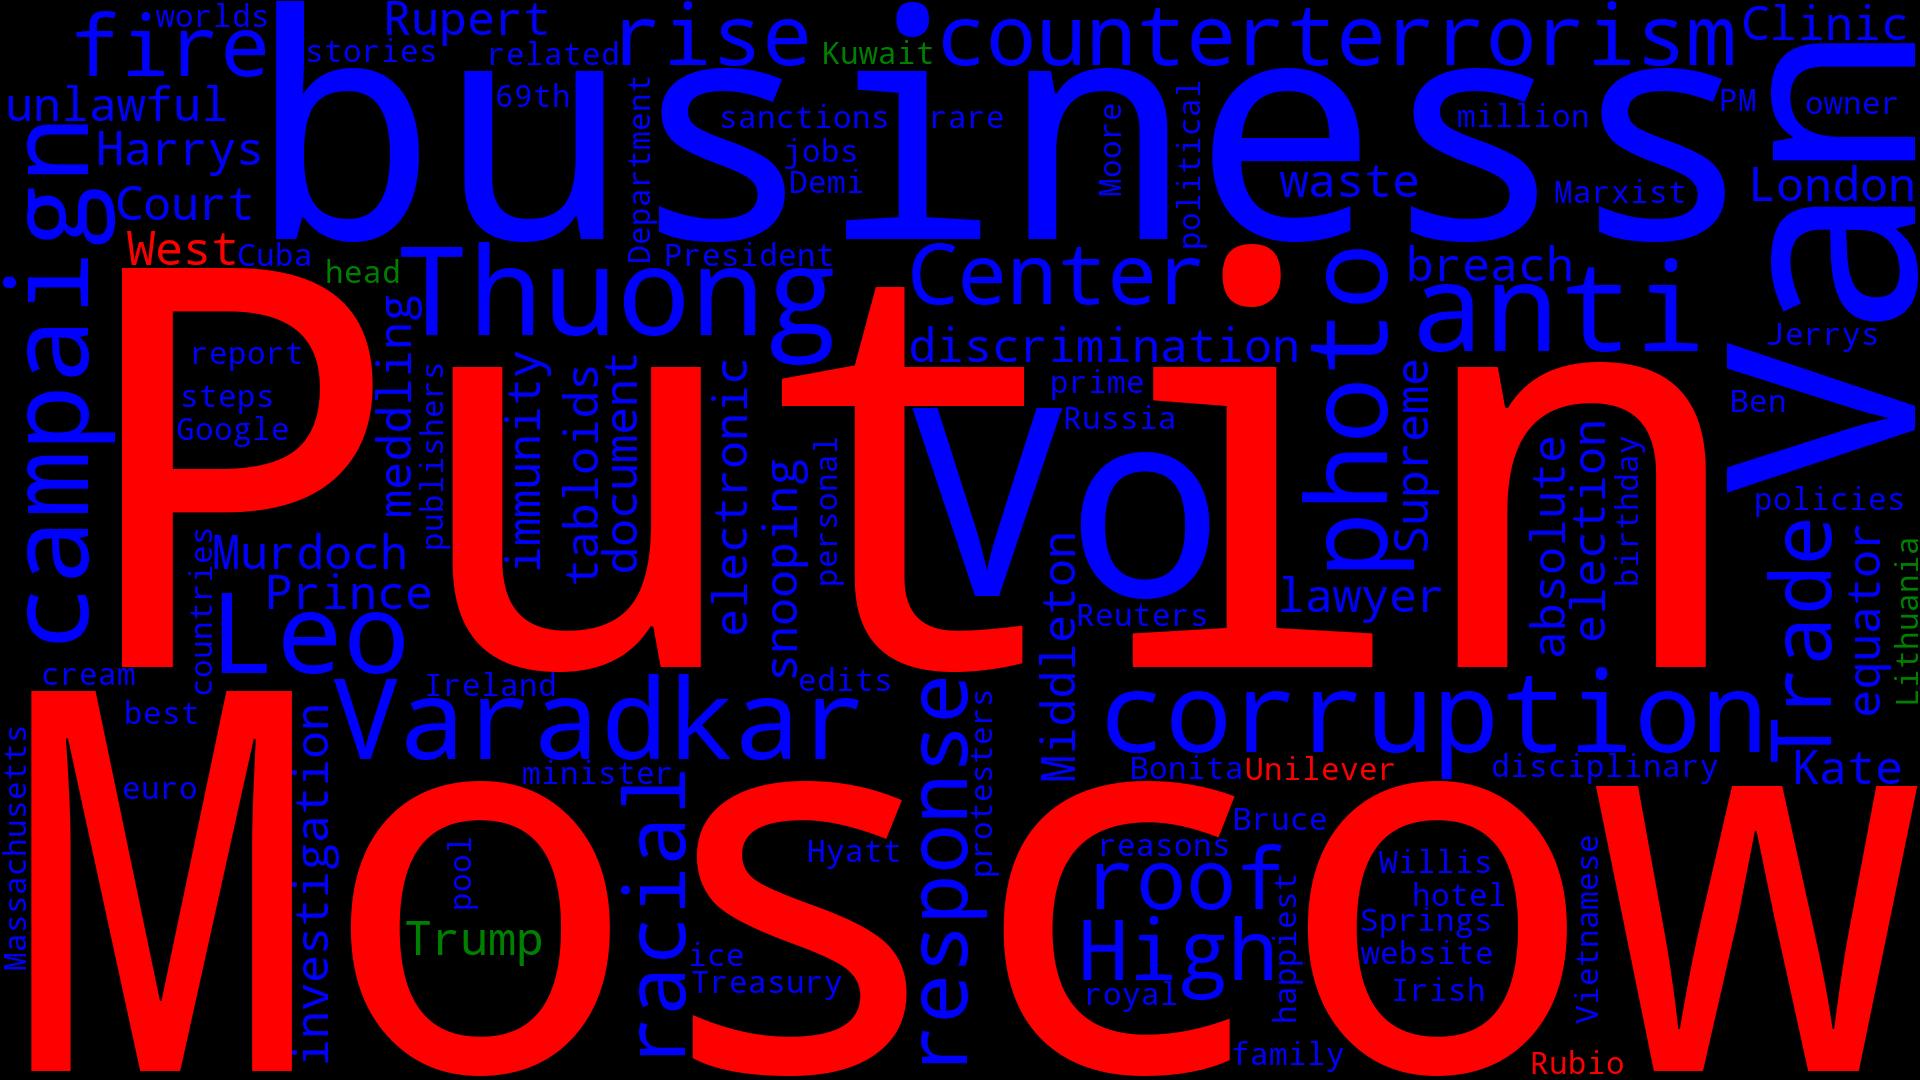 worlds
Rupert
fire
stories
related
rise
Kuwait
counterterrorism
Clinic
unlawful
business
69th
Department
sanctions
rare
Moore
political
million
PM
owner
Harrys
jobs
Demi
waste
Marxist
London
Court
Van
campaign
West
Cuba
head
Thuong
President
Center
photo
breach
anti
Jerrys
Putin
report
meddling
publishers
immunity
tabloids
document
electronic
discrimination
prime
Russia
Supreme
Ben
steps
Google
snooping
personal
Vo
absolute
election
birthday
policies
Murdoch
Prince
countries
Leo
Middleton
Reuters
lawyer
Trade
equator
Lithuania
cream
best
Ireland
Varadkar
edits
response
protesters
corruption
Massachusetts
euro
investigation
minister
racial
Bonita
Unilever
disciplinary
Kate
Moscow
pool
Trump
Hyatt
Bruce
reasons
roof
happiest
Willis
hotel
Springs
website
Irish
Vietnamese
High
royal
ice
Treasury
family
Rubio